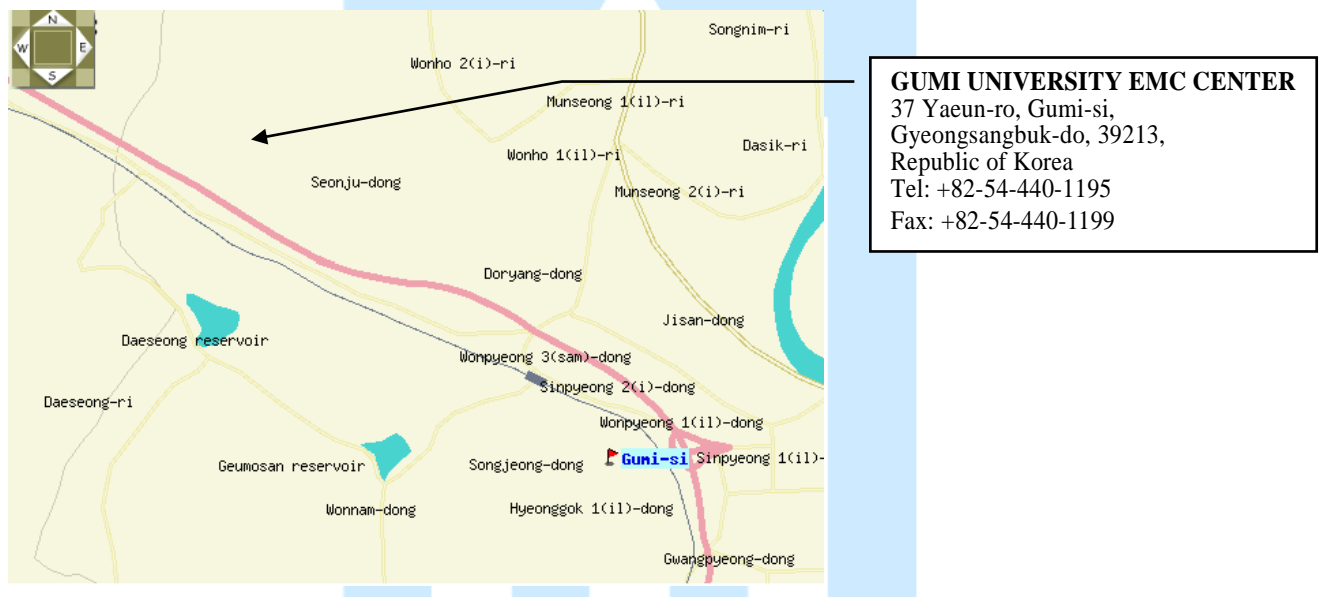 N
W E
S
Songnim-ri
Wonho 2(i)-ri
Munseong 1(il)-ri
Dasik-ri
Wonho 1(il)-ri
Seonju-dong
Munseong 2(i)-ri
Doryang-dong
Jisan-dong
Daeseong reservoir
Wonpyeong 3(sam)-dong
Sinpyeong 2(i)-dong
Daeseong-ri
Wonpyeong 1(il)-dong
Gumi-si
Sinpyeong 1(il)-
Geumosan reservoir
Songjeong-dong
Wonnam-dong
Hyeonggok 1(il)-dong
Gwangpyeong-dong
GUMI UNIVERSITY EMC CENTER
37 Yaeun-ro, Gumi-si,
Gyeongsangbuk-do, 39213,
Republic of Korea
Tel: +82-54-440-1195
Fax: +82-54-440-1199